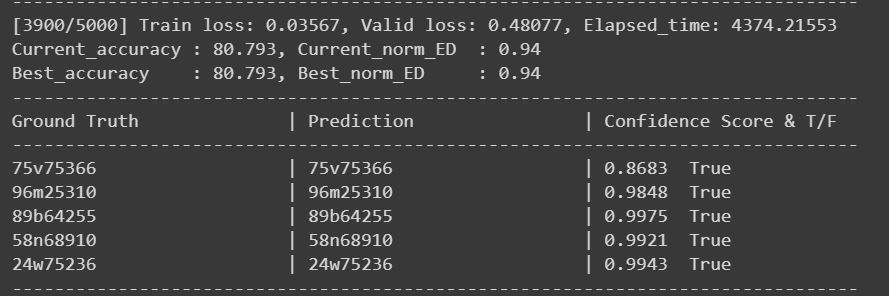 --------------------------------------------------------------------------------
[3900/5000] Train loss: 0.03567, Valid loss: 0.48077, Elapsed_time: 4374.21553
Current_accuracy : 80.793, Current_norm_ED  : 0.94
Best_accuracy    : 80.793, Best_norm_ED     : 0.94
--------------------------------------------------------------------------------
Ground Truth              | Prediction                | Confidence Score & T/F
--------------------------------------------------------------------------------
75v75366                  | 75v75366                  | 0.8683  True
96m25310                  | 96m25310                  | 0.9848  True
89b64255                  | 89b64255                  | 0.9975  True
58n68910                  | 58n68910                  | 0.9921  True
24w75236                  | 24w75236                  | 0.9943  True
--------------------------------------------------------------------------------